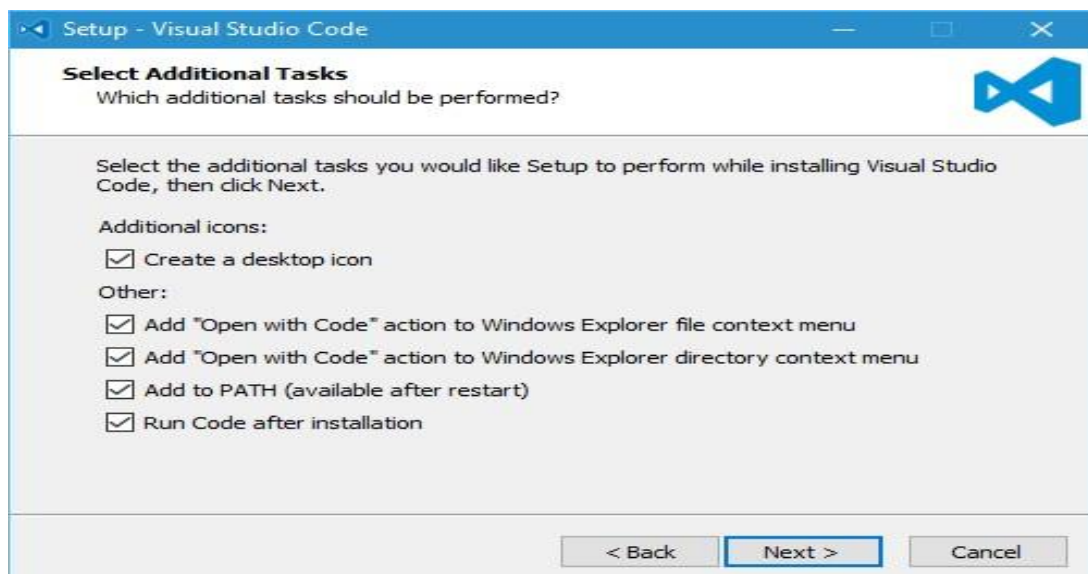 Setup - Visual Studio Code
Select Additional Tasks
Which additional tasks should be performed?
Select the additional tasks you would like Setup to perform while installing Visual Studio
Code, then click Next.
Additional icons:
Create a desktop icon
Other:
Add "Open with Code" action to Windows Explorer file context menu
Add "Open with Code" action to Windows Explorer directory context menu
Add to PATH (available after restart)
Run Code after installation
< Back Next > Cancel